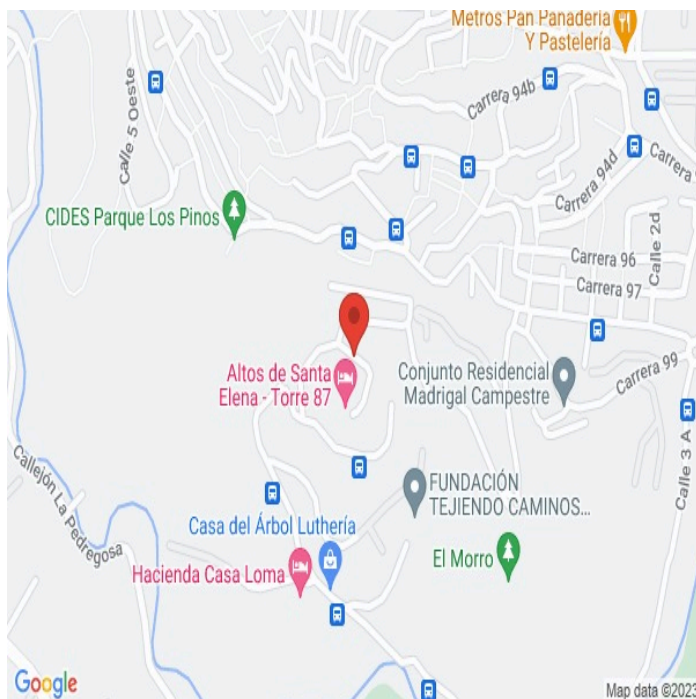 Metros Pan Panadería
Y Pastelería
Calle 5 Oeste
Carrera 94b
Carrera 94d
Carrera
CIDES Parque Los Pinos
Calle 2d
Carrera 96
Carrera 97
Altos de Santa
Elena - Torre 87
Conjunto Residencial
Madrigal Campestre
Carrera 99
Calle 3 A
Callejón La Pedregosa
FUNDACIÓN
TEJIENDO CAMINOS...
Casa del Árbol Luthería
El Morro
Hacienda Casa Loma
Google
Map data ©2023